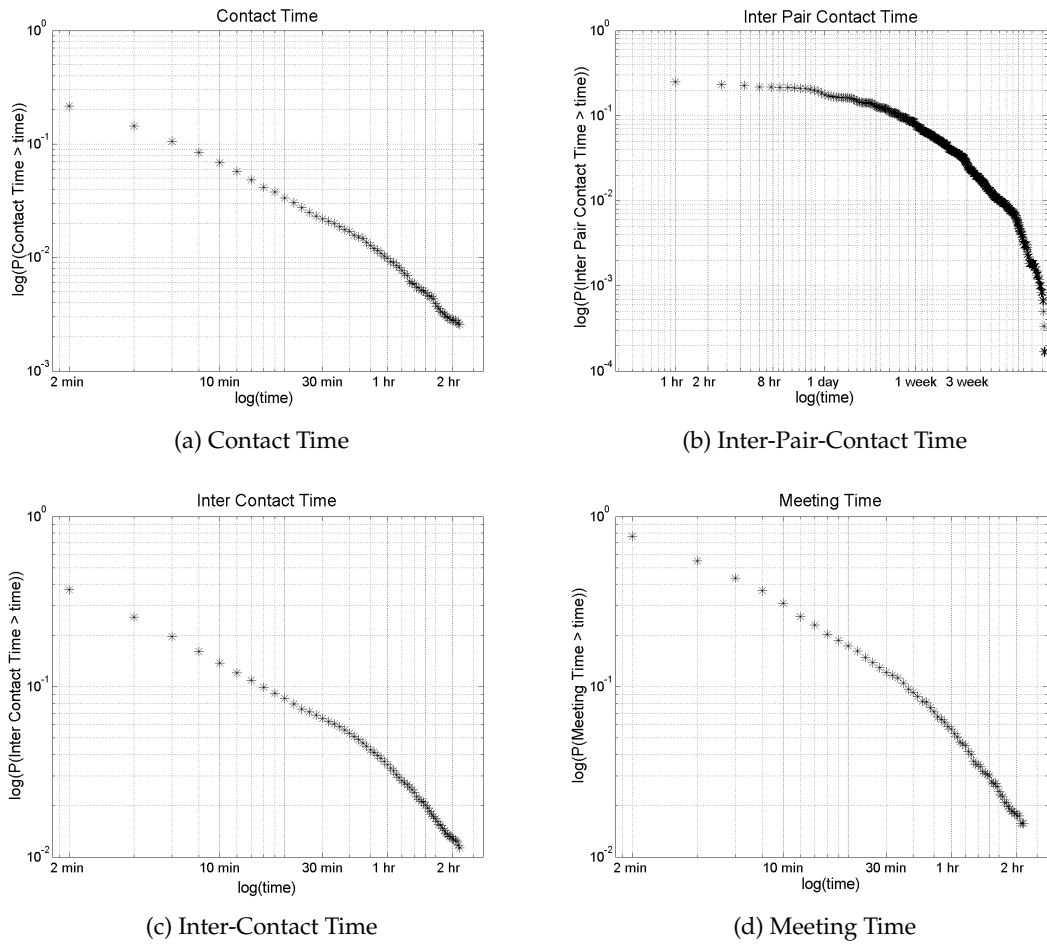 Contact Time
10^0
10^-1
10^-2
10^-3
log(P(Contact Time > time))
2 min 10 min 30 min 1 hr 2 hr
log(time)
(a) Contact Time
Inter Pair Contact Time
10^0
10^-1
10^-2
10^-3
10^-4
log(P(Inter Pair Contact Time > time))
1 hr 2 hr 8 hr 1 day 1 week 3 week
log(time)
(b) Inter-Pair-Contact Time
Inter Contact Time
10^0
10^-1
10^-2
log(P(Inter Contact Time > time))
2 min 10 min 30 min 1 hr 2 hr
log(time)
(c) Inter-Contact Time
Meeting Time
10^0
10^-1
10^-2
log(P(Meeting Time > time))
2 min 10 min 30 min 1 hr 2 hr
log(time)
(d) Meeting Time